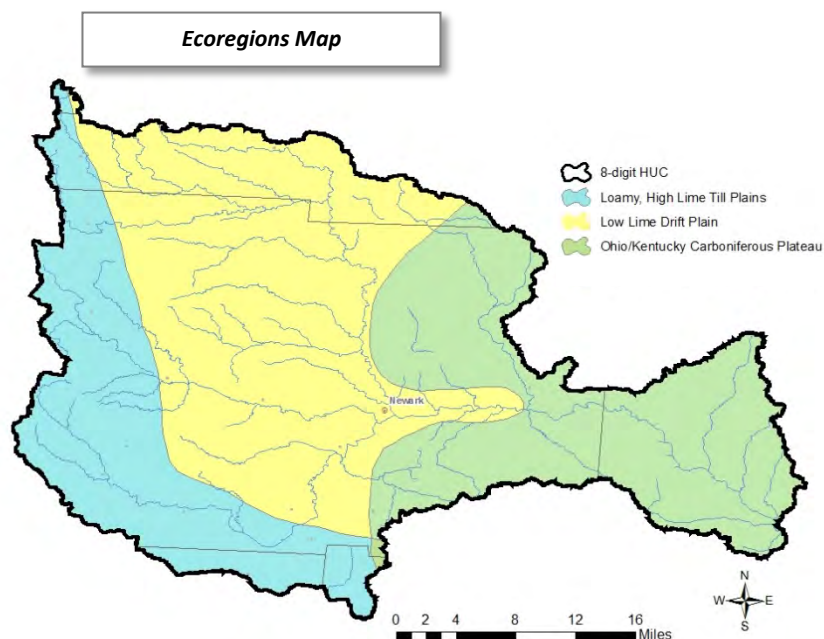 Ecoregions Map
8-digit HUC
Loamy, High Lime Till Plains
Low Lime Drift Plain
Ohio/Kentucky Carboniferous Plateau
Newark
N
W E
S
0 2 4 8 12 16
Miles